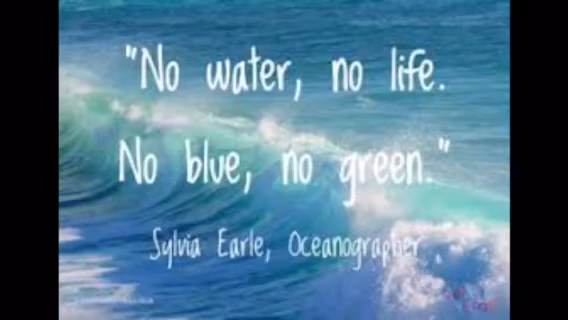 "No water, no life.
No blue, no green."
Sylvia Earle, Oceanographer